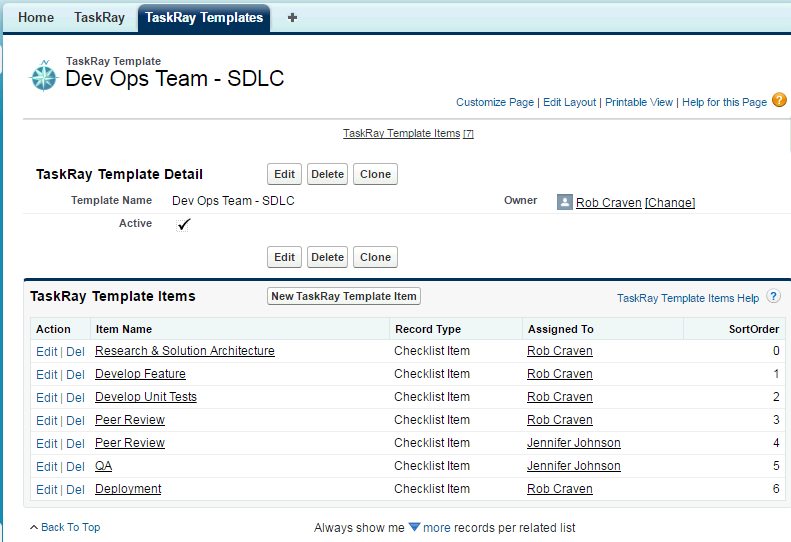 Home TaskRay TaskRay Templates +
TaskRay Template
Dev Ops Team - SDLC
Customize Page | Edit Layout | Printable View | Help for this Page ?
TaskRay Template Items [7]
TaskRay Template Detail Edit Delete Clone
Template Name Dev Ops Team - SDLC Owner Rob Craven [Change]
Active
Edit Delete Clone
TaskRay Template Items New TaskRay Template Item TaskRay Template Items Help ?
Action Item Name Record Type Assigned To SortOrder
Edit | Del Research & Solution Architecture Checklist Item Rob Craven 0
Edit | Del Develop Feature Checklist Item Rob Craven 1
Edit | Del Develop Unit Tests Checklist Item Rob Craven 2
Edit | Del Peer Review Checklist Item Rob Craven 3
Edit | Del Peer Review Checklist Item Jennifer Johnson 4
Edit | Del QA Checklist Item Jennifer Johnson 5
Edit | Del Deployment Checklist Item Rob Craven 6
Back To Top Always show me more records per related list